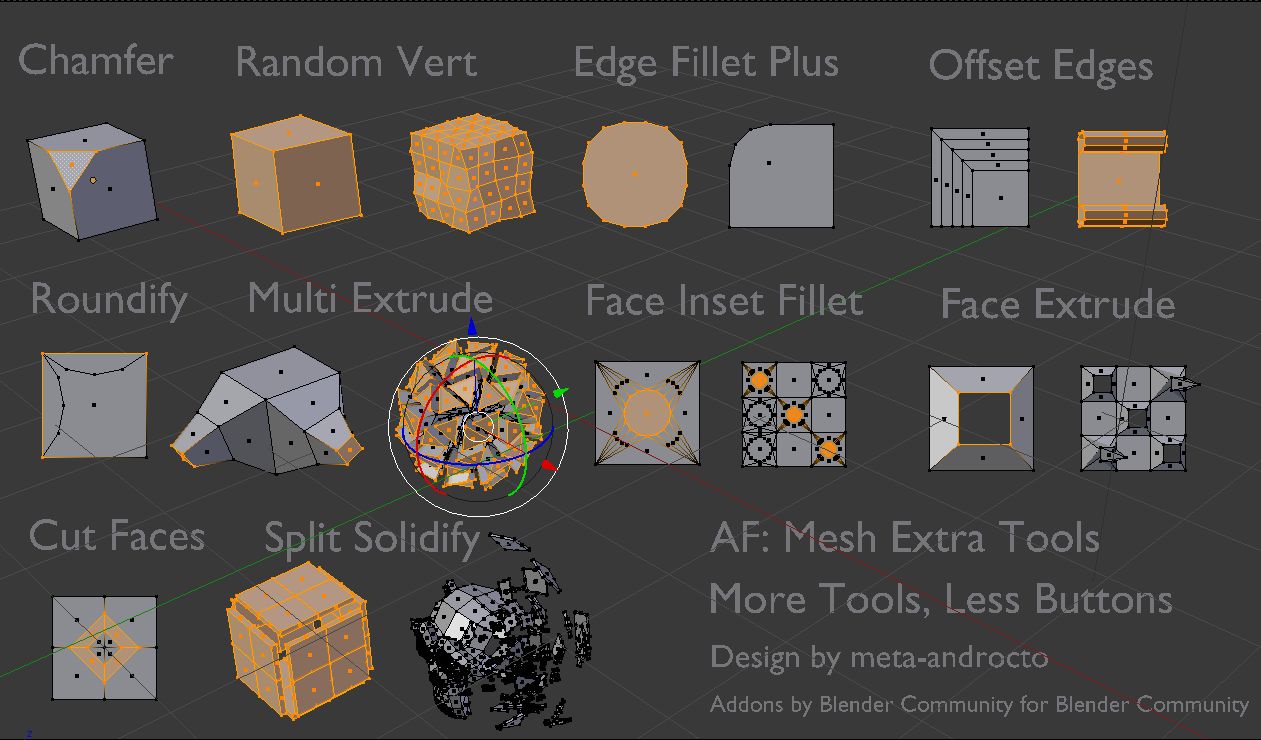 Chamfer
Random Vert
Edge Fillet Plus
Offset Edges
Roundify
Multi Extrude
Face Inset Fillet
Face Extrude
Cut Faces
Split Solidify
AF: Mesh Extra Tools
More Tools, Less Buttons
Design by meta-androcto
Addons by Blender Community for Blender Community
z